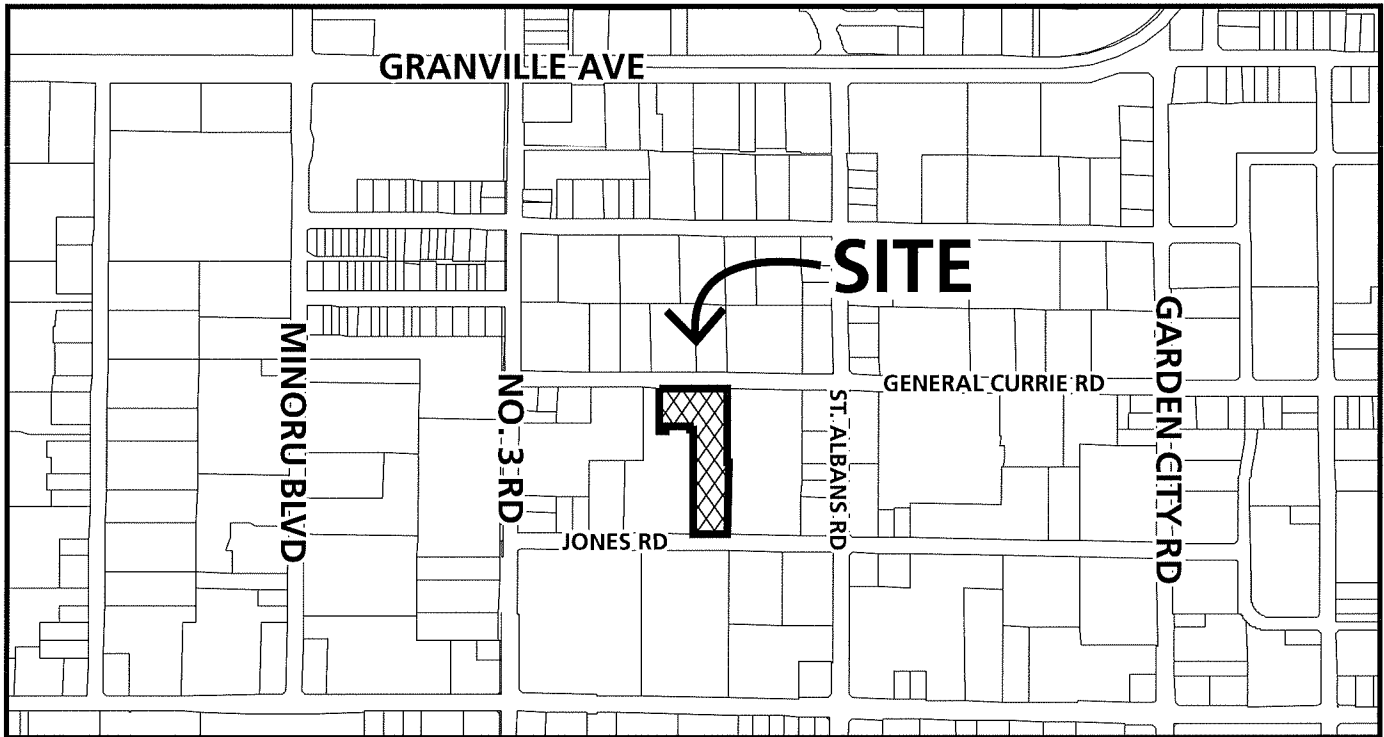 GRANVILLE AVE
SITE
MINORU BLVD
NO. 3 RD
GENERAL CURRIE RD
ST. ALBANS RD
GARDEN CITY RD
JONES RD